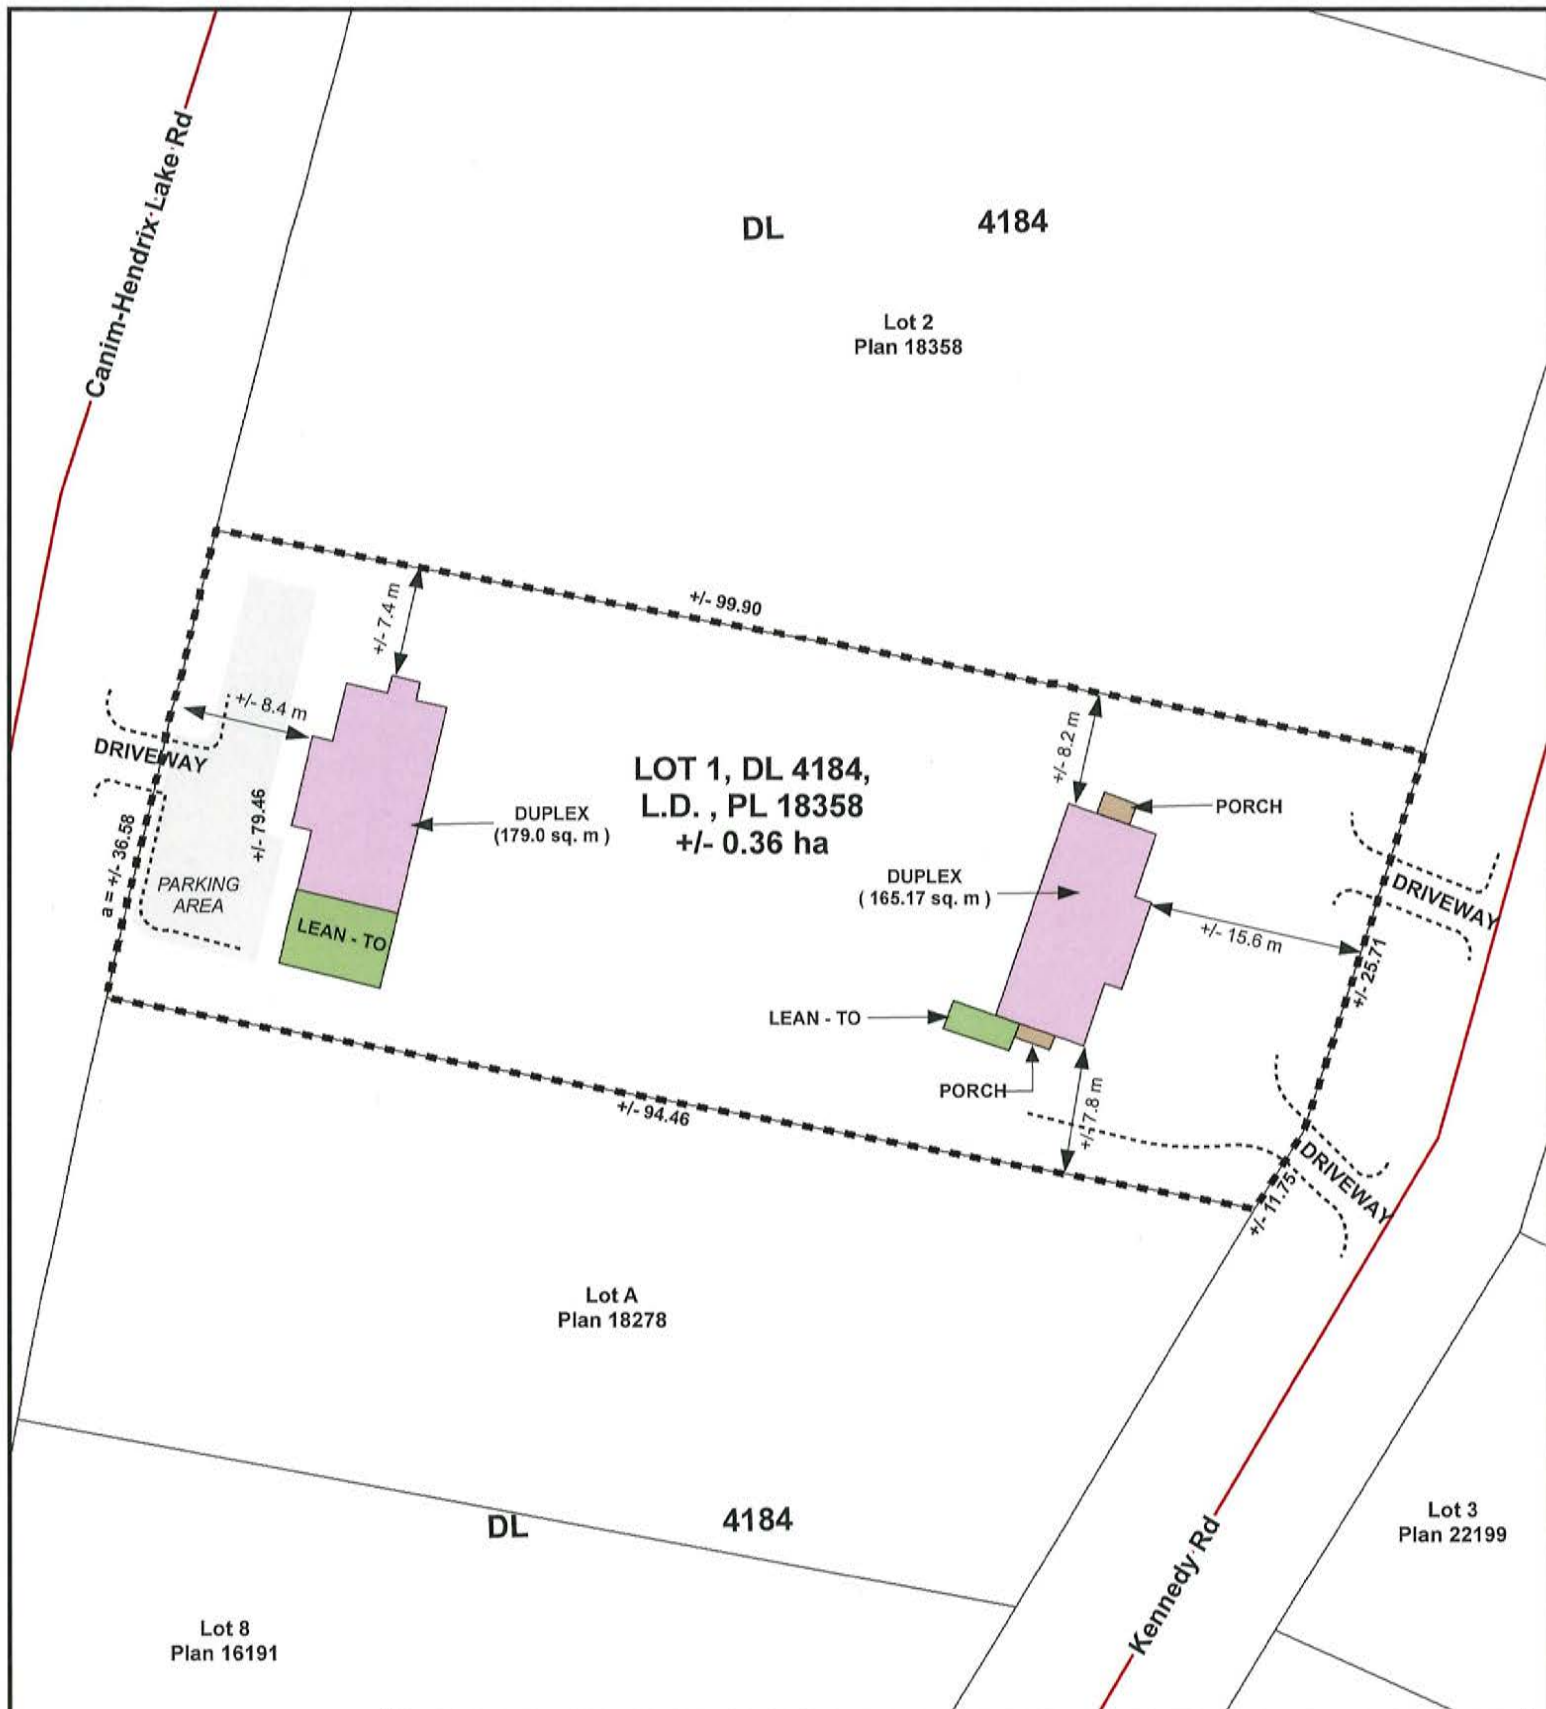 Canim-Hendrix Lake Rd
DL 4184
Lot 2
Plan 18358
+/- 99.90
+/- 7.4 m
+/- 8.4 m
+/- 8.2 m
DRIVEWAY
LOT 1, DL 4184,
L.D. , PL 18358
+/- 0.36 ha
DUPLEX
(179.0 sq. m )
PORCH
+/- 79.46
a = +/- 36.58
PARKING
AREA
DUPLEX
( 165.17 sq. m )
DRIVEWAY
LEAN - TO
+/- 15.6 m
+/- 25.71
LEAN - TO
PORCH
+/- 7.8 m
+/- 94.46
DRIVEWAY
+/- 11.75
Lot A
Plan 18278
DL 4184
Lot 3
Plan 22199
Kennedy Rd
Lot 8
Plan 16191